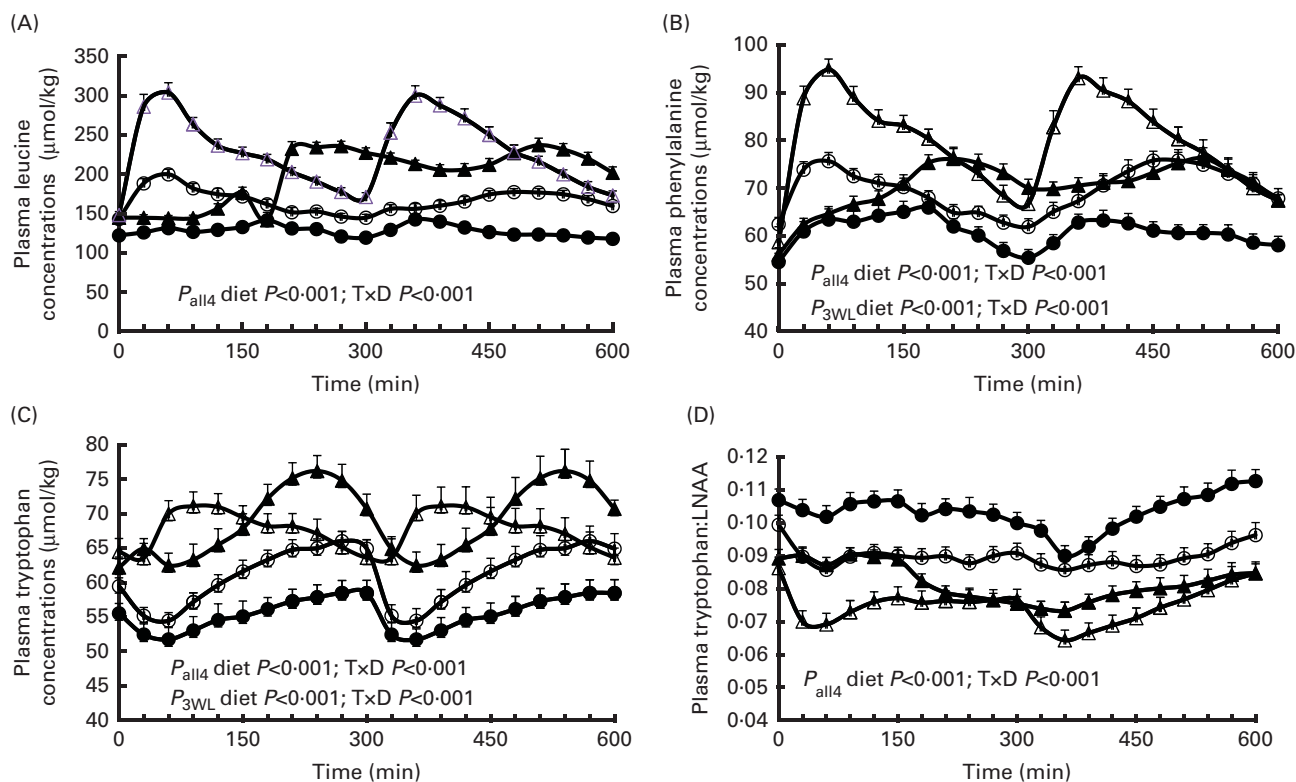 (A)
Plasma leucine
concentrations (µmol/kg)
350
300
250
200
150
100
50
0
0 150 300 450 600
Time (min)
P_all4 diet P<0·001; T×D P<0·001
(B)
Plasma phenylalanine
concentrations (µmol/kg)
100
90
80
70
60
50
40
0 150 300 450 600
Time (min)
P_all4 diet P<0·001; T×D P<0·001
P_3WL diet P<0·001; T×D P<0·001
(C)
Plasma tryptophan
concentrations (µmol/kg)
80
75
70
65
60
55
50
45
40
0 150 300 450 600
Time (min)
P_all4 diet P<0·001; T×D P<0·001
P_3WL diet P<0·001; T×D P<0·001
(D)
Plasma tryptophan:LNAA
0·12
0·11
0·10
0·09
0·08
0·07
0·06
0·05
0·04
0 150 300 450 600
Time (min)
P_all4 diet P<0·001; T×D P<0·001